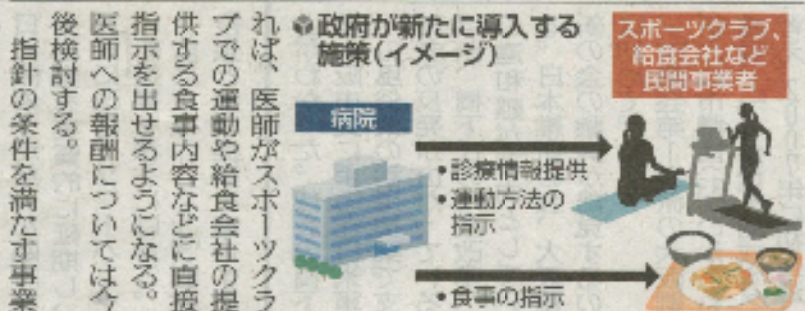 政府が新たに導入する
施策(イメージ)
スポーツクラブ、
給食会社など
民間事業者
病院
・診療情報提供
・運動方法の
指示
・食事の指示
れば、医師がスポーツクラ
ブでの運動や給食会社の提
供する食事内容などに直接
指示を出せるようになる。
医師への報酬については今
後検討する。
指針の条件を満たす事業